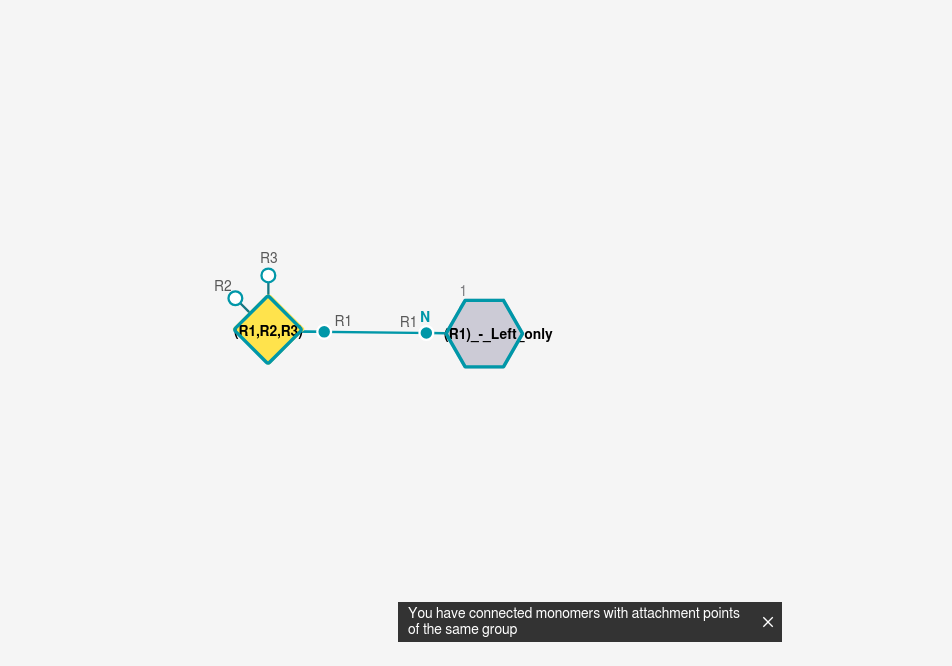 R3
R2
1
R1
R1
N
(R1,R2,R3)
(R1)_-_Left_only
You have connected monomers with attachment points
of the same group